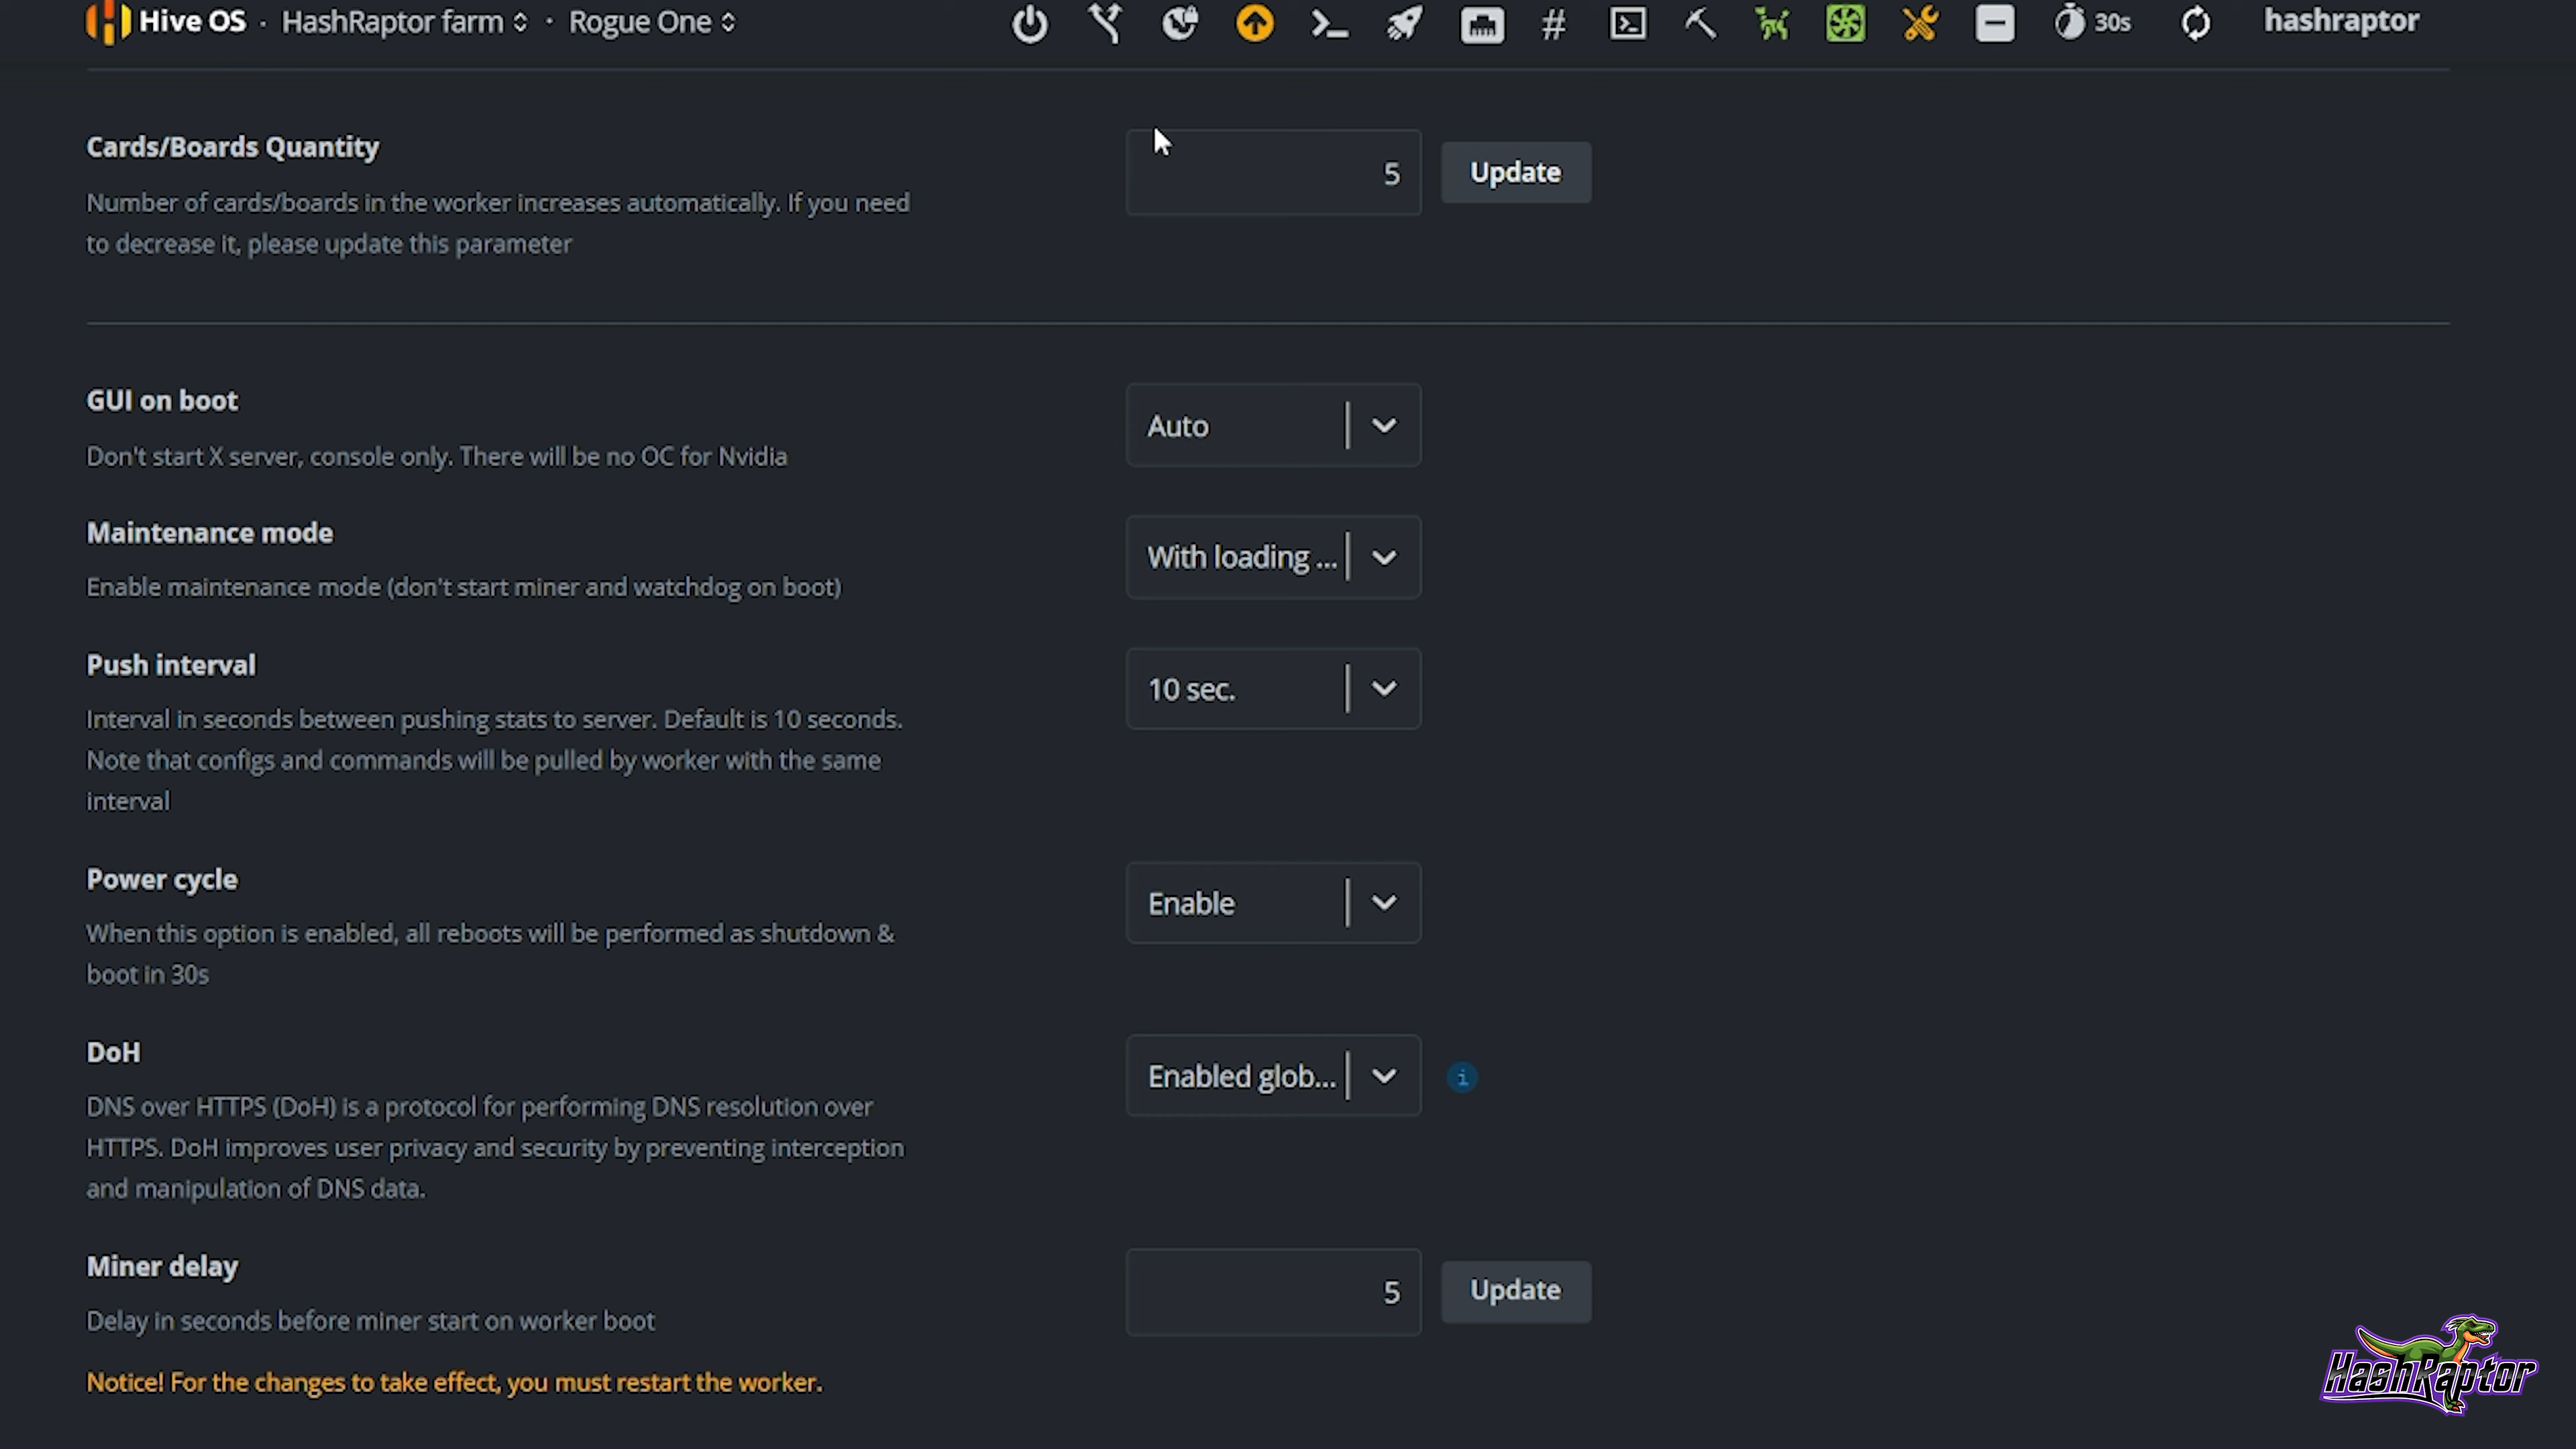 Hive OS · HashRaptor farm · Rogue One
30s
hashraptor
Cards/Boards Quantity
5
Update
Number of cards/boards in the worker increases automatically. If you need
to decrease it, please update this parameter
GUI on boot
Auto
Don't start X server, console only. There will be no OC for Nvidia
Maintenance mode
With loading ...
Enable maintenance mode (don't start miner and watchdog on boot)
Push interval
10 sec.
Interval in seconds between pushing stats to server. Default is 10 seconds.
Note that configs and commands will be pulled by worker with the same
interval
Power cycle
Enable
When this option is enabled, all reboots will be performed as shutdown &
boot in 30s
DoH
Enabled glob...
DNS over HTTPS (DoH) is a protocol for performing DNS resolution over
HTTPS. DoH improves user privacy and security by preventing interception
and manipulation of DNS data.
Miner delay
5
Update
Delay in seconds before miner start on worker boot
Notice! For the changes to take effect, you must restart the worker.
HashRaptor